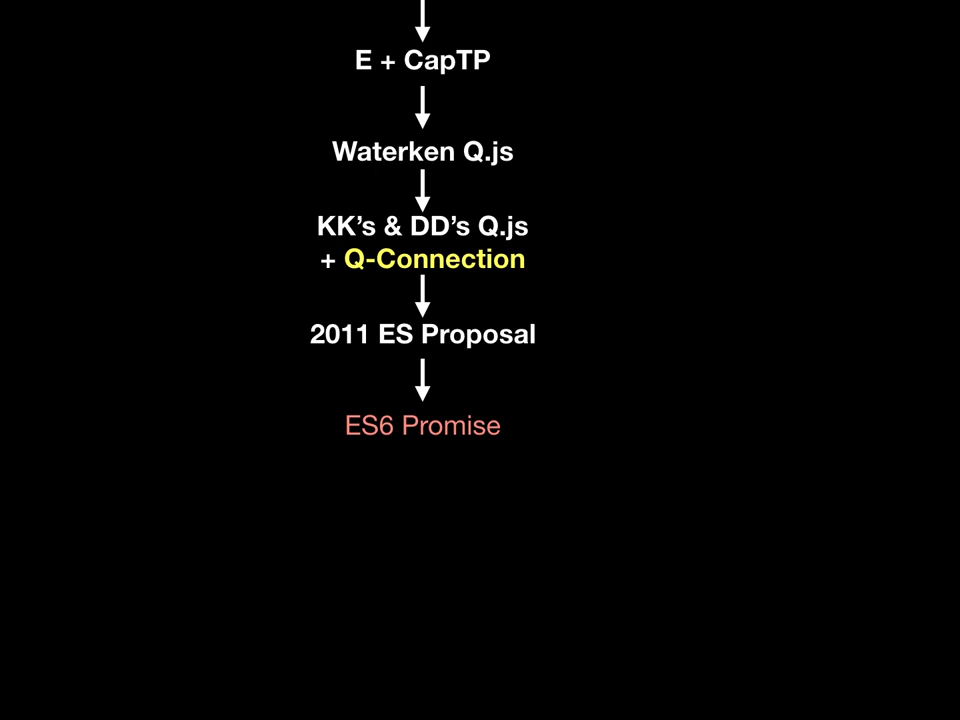 E + CapTP
Waterken Q.js
KK’s & DD’s Q.js
+ Q-Connection
2011 ES Proposal
ES6 Promise